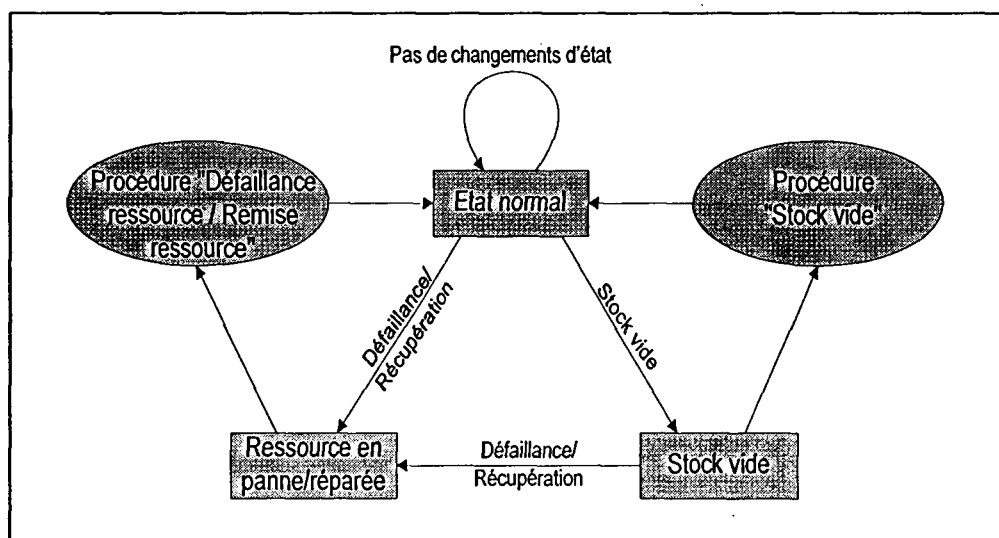 Pas de changements d'état
Procédure "Défaillance
ressource / Remise
ressource"
Etat normal
Procédure
"Stock vide"
Défaillance/
Récupération
Stock vide
Ressource en
panne/réparée
Défaillance/
Récupération
Stock vide